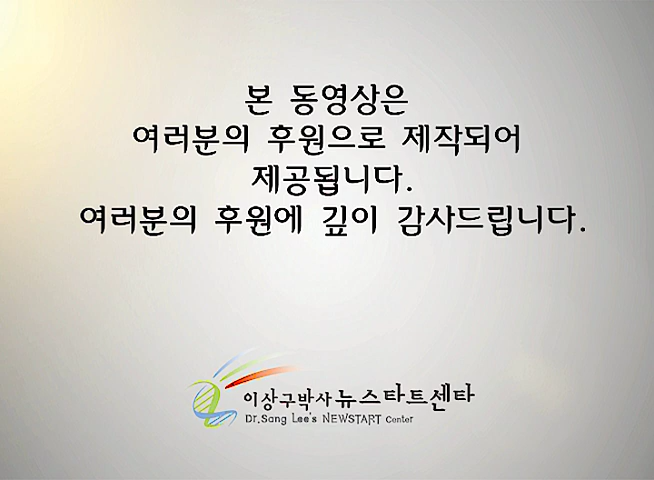 본 동영상은
여러분의 후원으로 제작되어
제공됩니다.
여러분의 후원에 깊이 감사드립니다.
이상구박사 뉴스타트센타
Dr.Sang Lee's NEWSTART Center